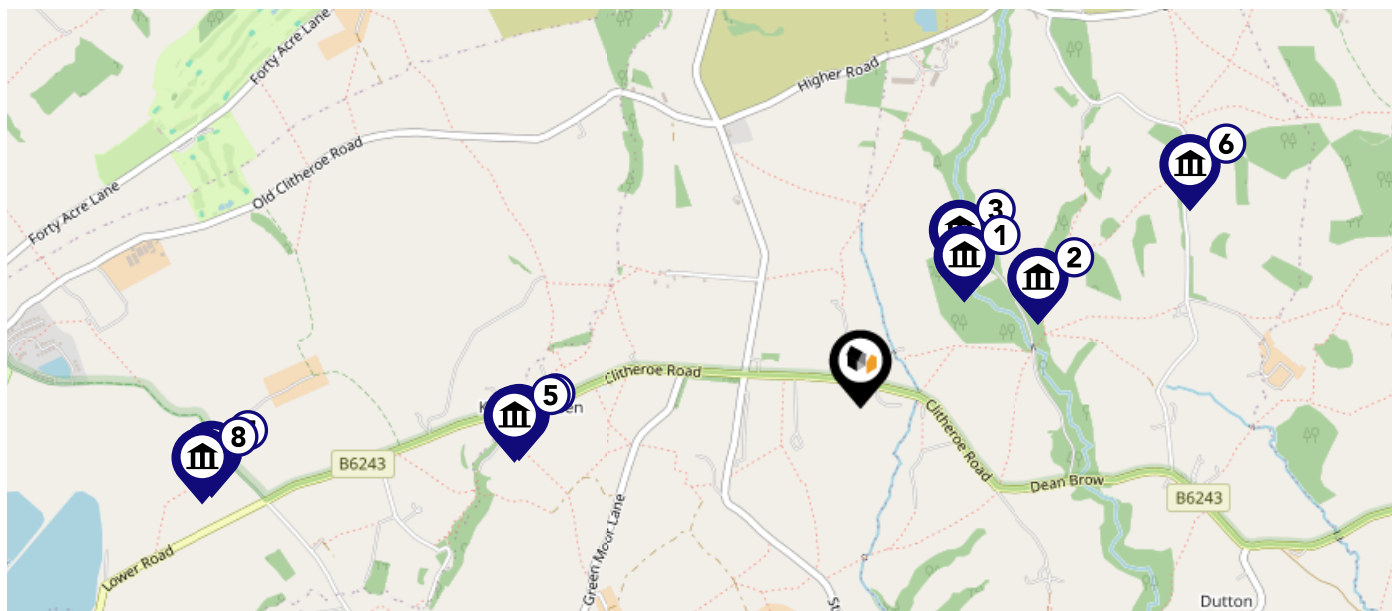 Forty Acre Lane
Higher Road
6
Old Clitheroe Road
Forty Acre Lane
3
1
2
Clitheroe Road
5
en
Clitheroe Road
8
B6243
Dean Brow
B6243
Green Moor Lane
Lower Road
Dutton